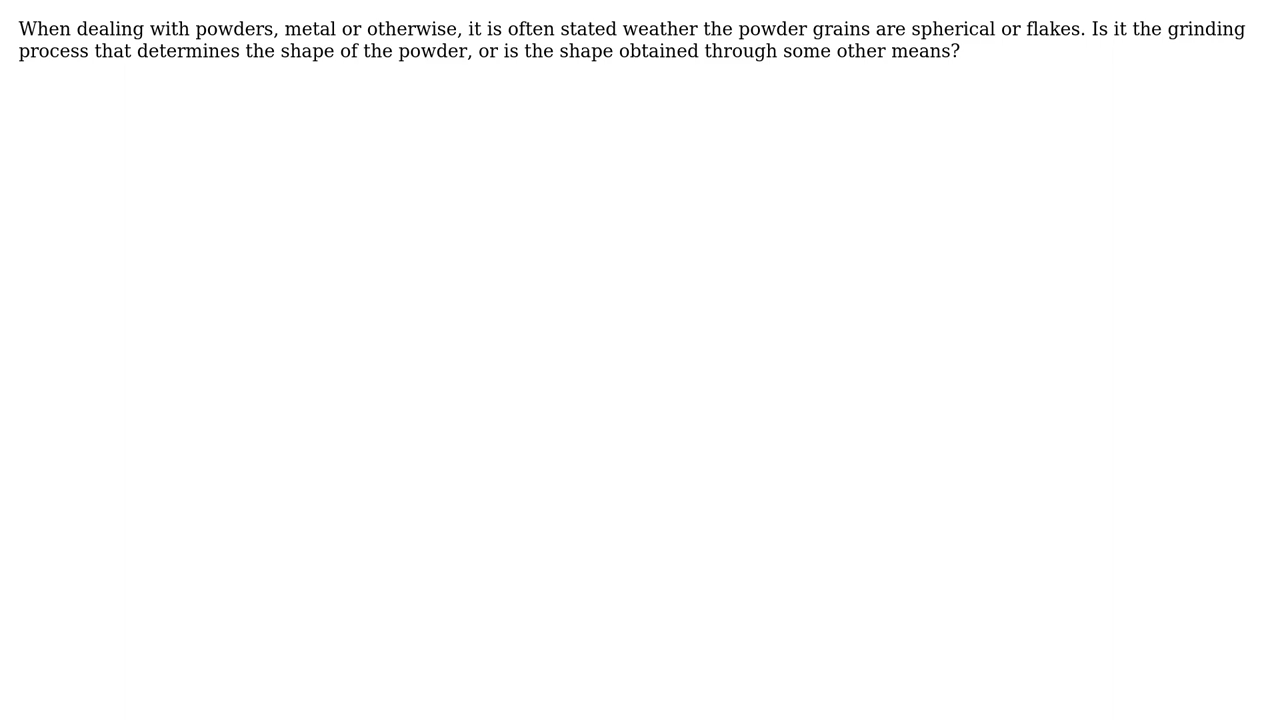 When dealing with powders, metal or otherwise, it is often stated weather the powder grains are spherical or flakes. Is it the grinding
process that determines the shape of the powder, or is the shape obtained through some other means?